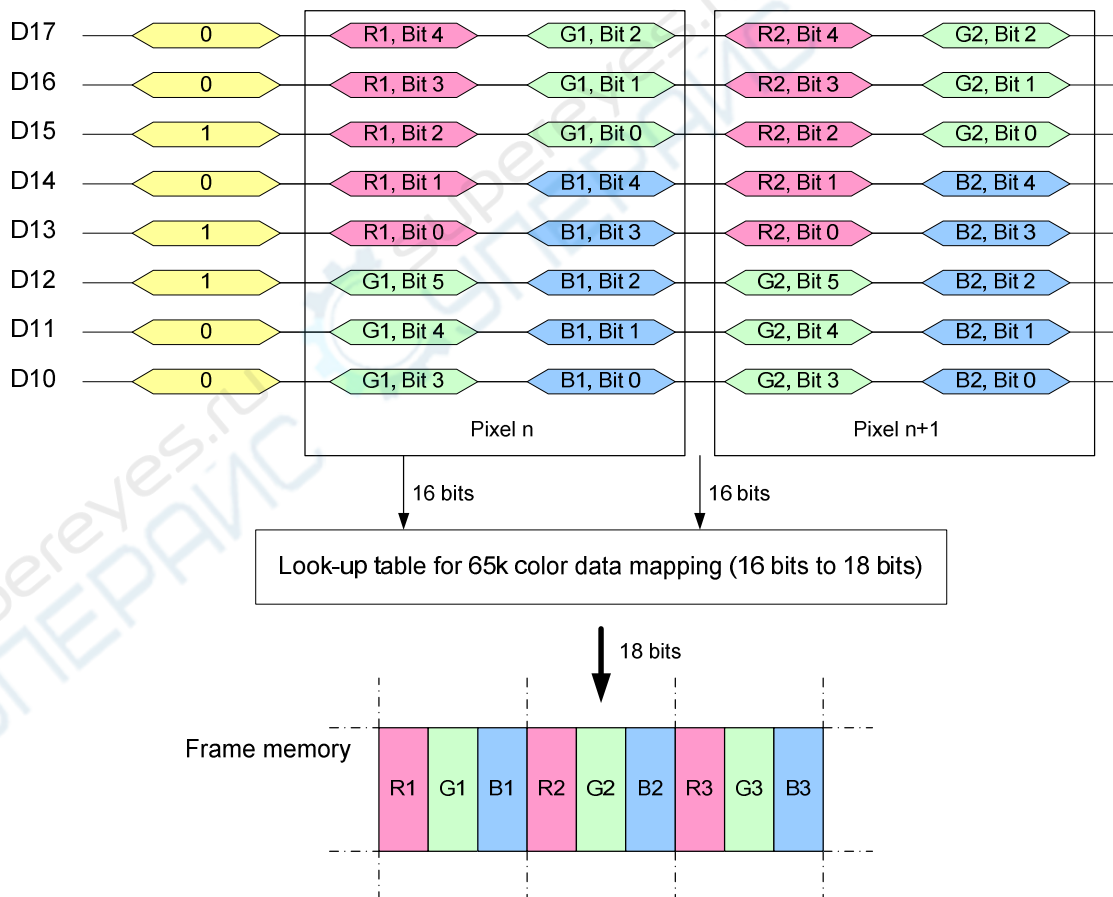 D17 0 R1, Bit 4 G1, Bit 2 R2, Bit 4 G2, Bit 2
D16 0 R1, Bit 3 G1, Bit 1 R2, Bit 3 G2, Bit 1
D15 1 R1, Bit 2 G1, Bit 0 R2, Bit 2 G2, Bit 0
D14 0 R1, Bit 1 B1, Bit 4 R2, Bit 1 B2, Bit 4
D13 1 R1, Bit 0 B1, Bit 3 R2, Bit 0 B2, Bit 3
D12 1 G1, Bit 5 B1, Bit 2 G2, Bit 5 B2, Bit 2
D11 0 G1, Bit 4 B1, Bit 1 G2, Bit 4 B2, Bit 1
D10 0 G1, Bit 3 B1, Bit 0 G2, Bit 3 B2, Bit 0
Pixel n Pixel n+1
16 bits 16 bits
Look-up table for 65k color data mapping (16 bits to 18 bits)
18 bits
Frame memory
R1 G1 B1 R2 G2 B2 R3 G3 B3
supereyes.ru
СУПЕРАЙС
supereyes.ru
СУПЕРАЙС